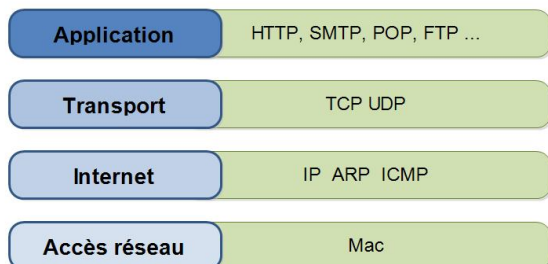 Application HTTP, SMTP, POP, FTP ...
Transport TCP UDP
Internet IP ARP ICMP
Accès réseau Mac